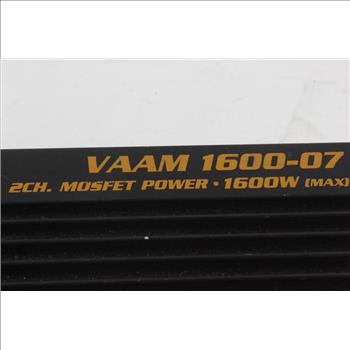 VAAM 1600-07
2CH. MOSFET POWER • 1600W (MAX)